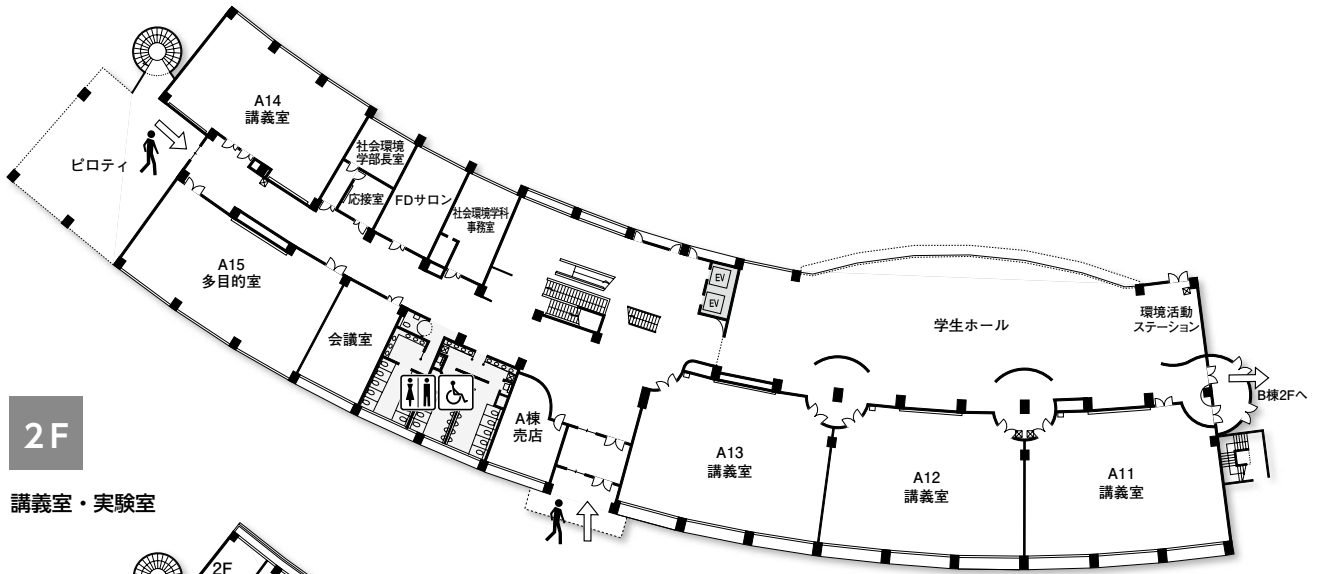 A14
講義室
社会環境
学部長室
ピロティ
応接室
FDサロン
社会環境学科
事務室
A15
多目的室
EV
EV
会議室
学生ホール
環境活動
ステーション
B棟2Fへ
A棟
売店
A13
講義室
A12
講義室
A11
講義室
2F
講義室・実験室
2F